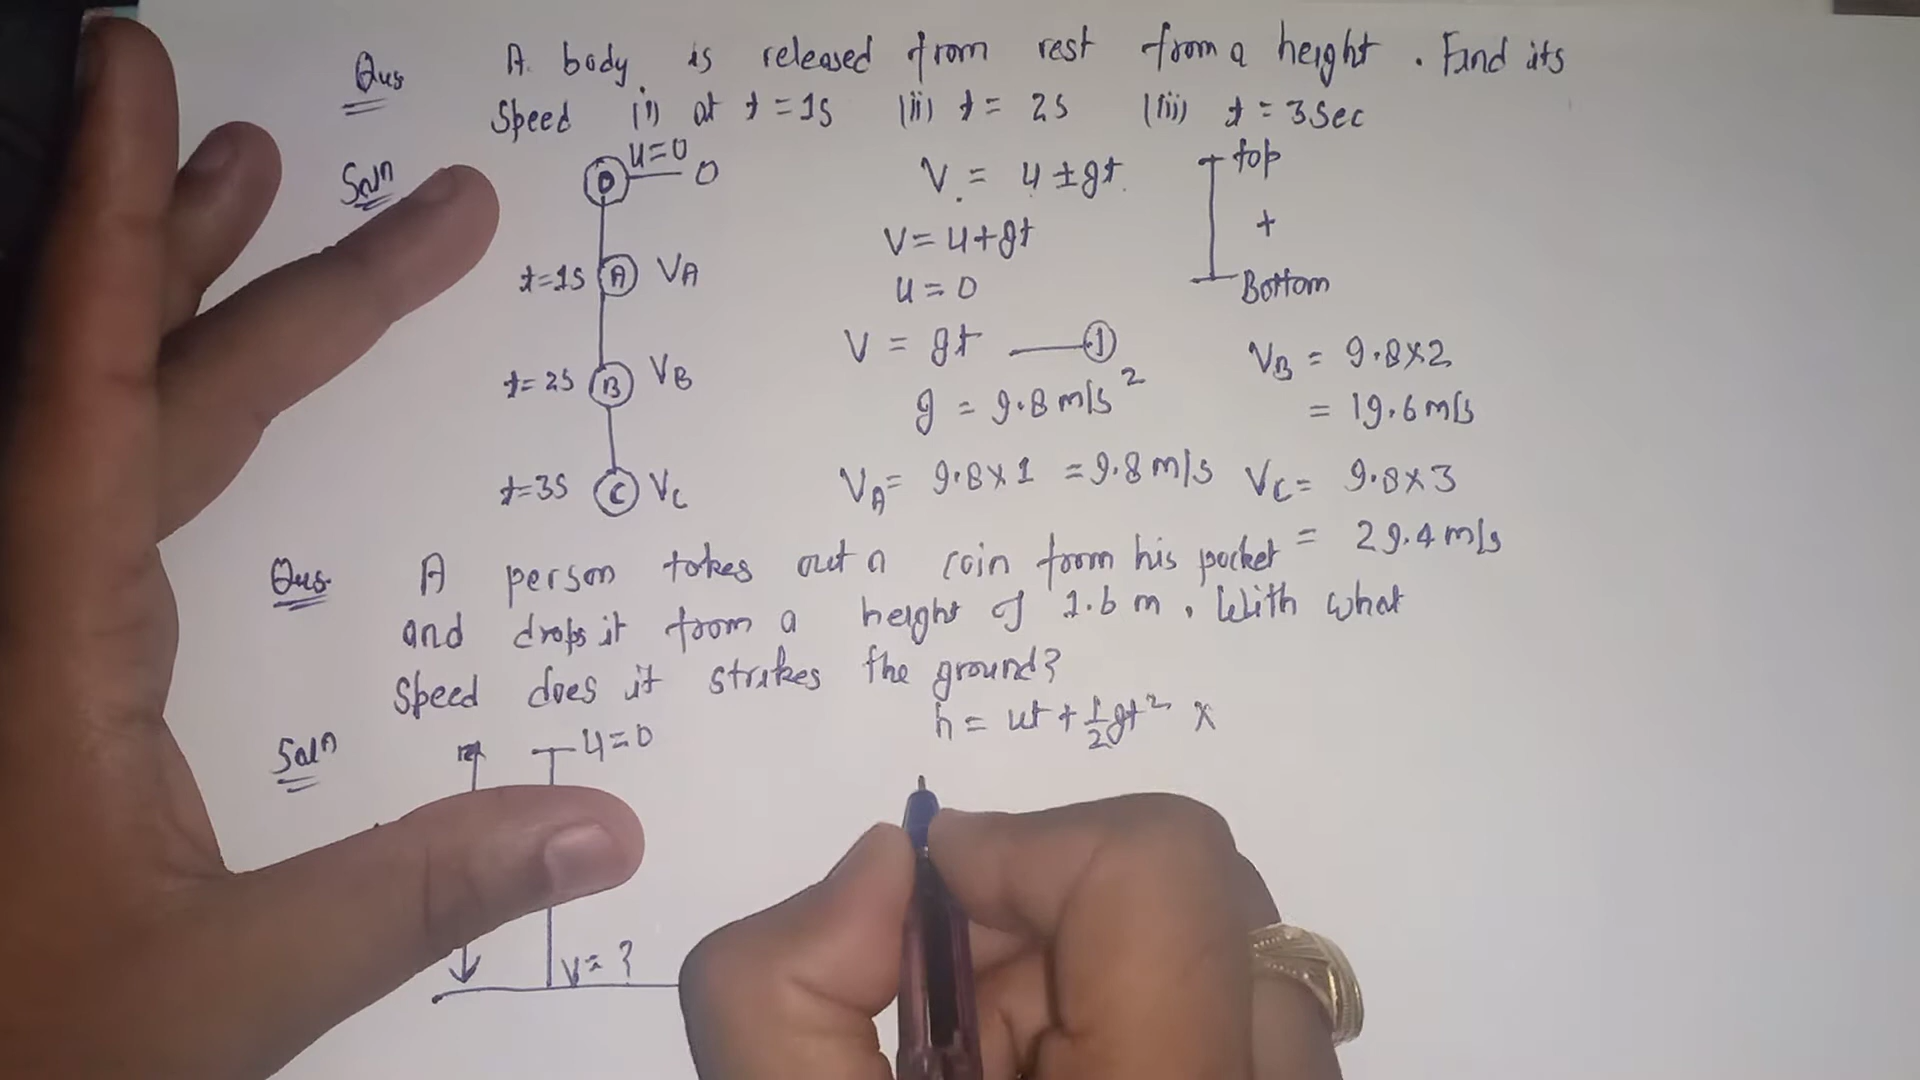 Qus A body is released from rest from a height. Find its
Speed (i) at t = 1s (ii) t = 2s (iii) t = 3Sec
Soln
u=0
O
t=1s A VA
t=2s B VB
t=3s C VC
V = u ± gt
V = u+gt
u = 0
V = gt ——①
g = 9.8 m/s²
VA = 9.8×1 = 9.8 m/s
top
+
Bottom
VB = 9.8×2
= 19.6 m/s
VC = 9.8×3
= 29.4 m/s
Qus. A person takes out a coin from his pocket
and drops it from a height of 1.6 m. With what
Speed does it strikes the ground?
Soln
u=0
V= ?
h = ut + 1/2 gt² ×